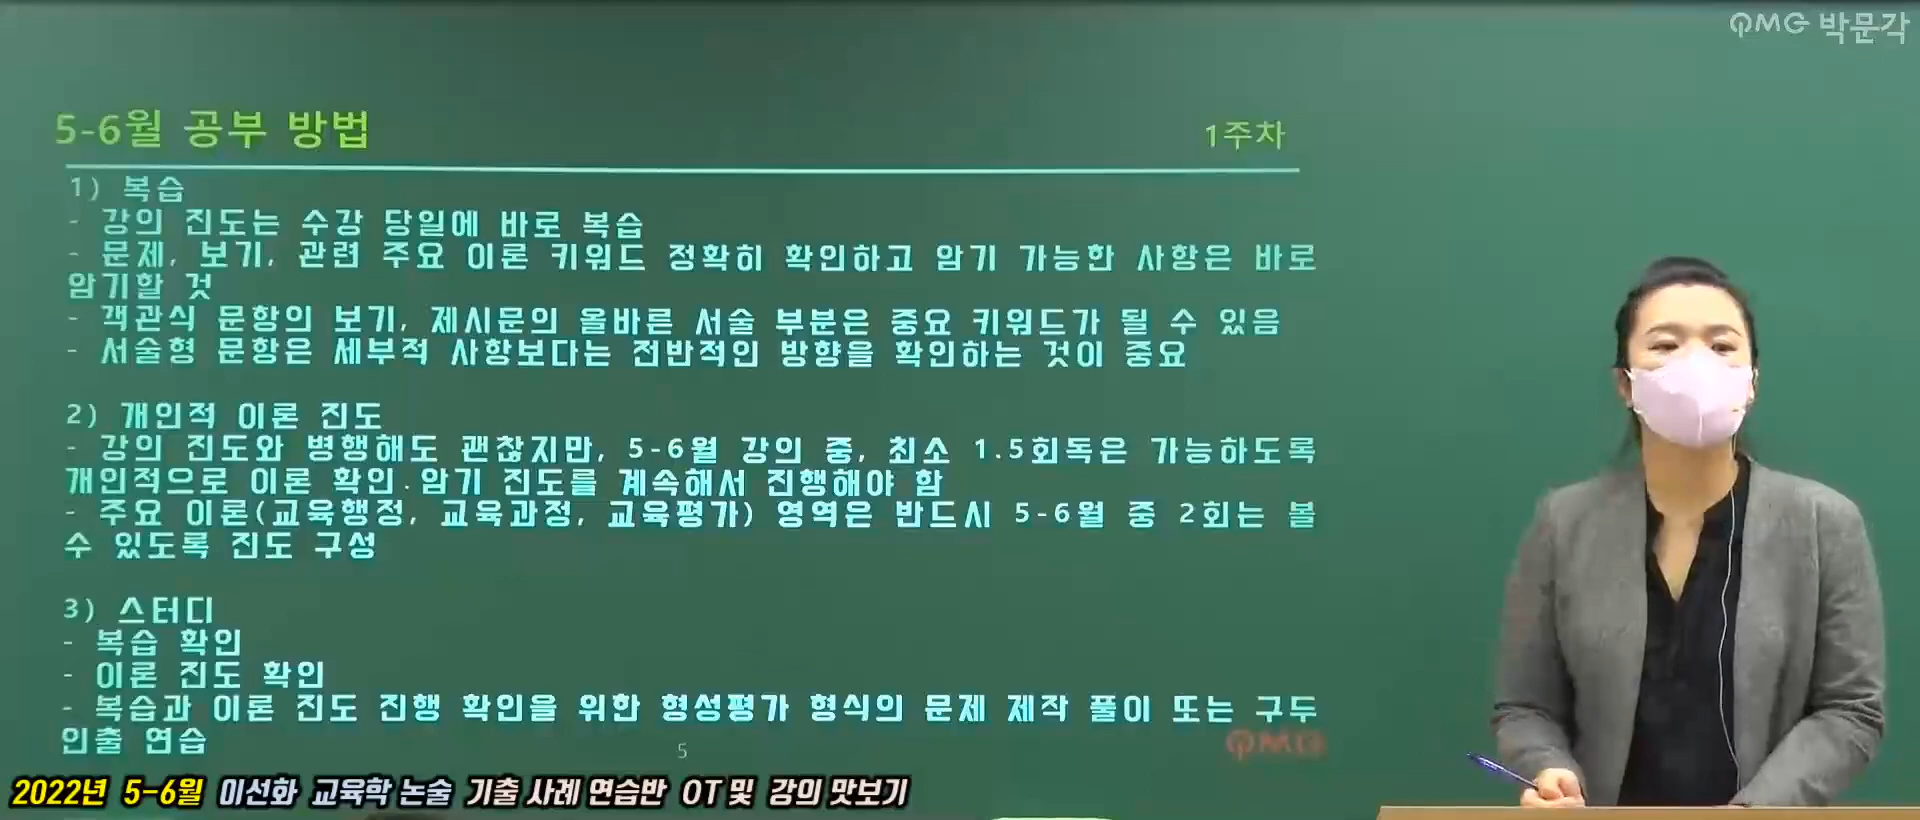 PMG 박문각
5-6월 공부 방법
1주차
1) 복습
- 강의 진도는 수강 당일에 바로 복습
- 문제, 보기, 관련 주요 이론 키워드 정확히 확인하고 암기 가능한 사항은 바로
암기할 것
- 객관식 문항의 보기, 제시문의 올바른 서술 부분은 중요 키워드가 될 수 있음
- 서술형 문항은 세부적 사항보다는 전반적인 방향을 확인하는 것이 중요
2) 개인적 이론 진도
- 강의 진도와 병행해도 괜찮지만, 5-6월 강의 중, 최소 1.5회독은 가능하도록
개인적으로 이론 확인·암기 진도를 계속해서 진행해야 함
- 주요 이론(교육행정, 교육과정, 교육평가) 영역은 반드시 5-6월 중 2회는 볼
수 있도록 진도 구성
3) 스터디
- 복습 확인
- 이론 진도 확인
- 복습과 이론 진도 진행 확인을 위한 형성평가 형식의 문제 제작 풀이 또는 구두
인출 연습
5
PMG
2022년 5-6월 이선화 교육학 논술 기출 사례 연습반 OT 및 강의 맛보기